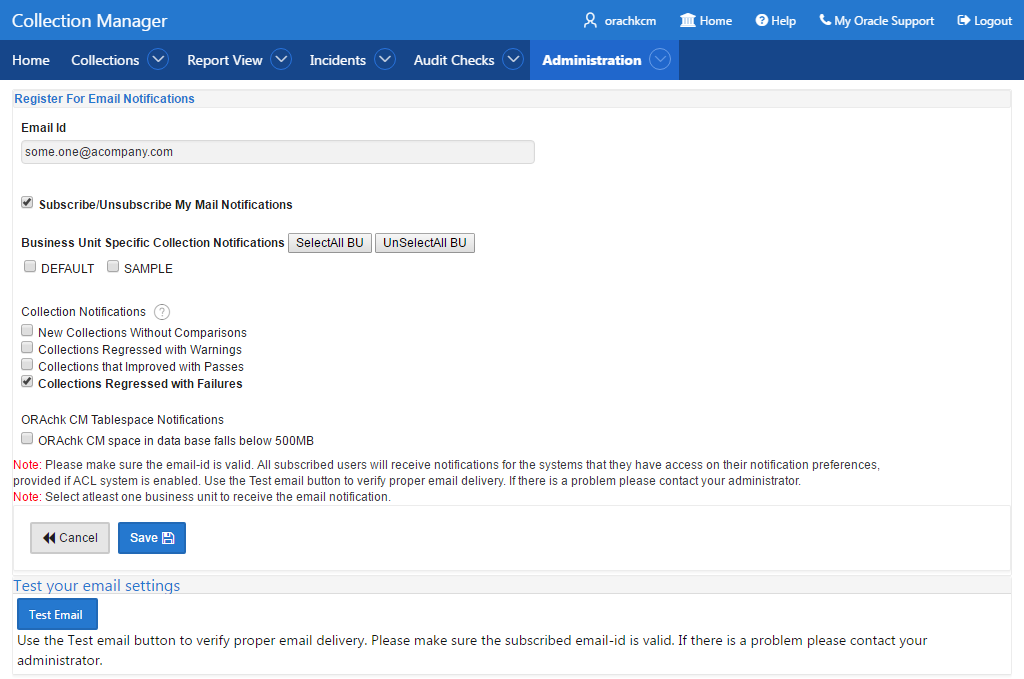 Collection Manager
orachkcm Home Help My Oracle Support Logout
Home Collections Report View Incidents Audit Checks Administration
Register For Email Notifications
Email Id
some.one@acompany.com
Subscribe/Unsubscribe My Mail Notifications
Business Unit Specific Collection Notifications SelectAll BU UnSelectAll BU
DEFAULT SAMPLE
Collection Notifications ?
New Collections Without Comparisons
Collections Regressed with Warnings
Collections that Improved with Passes
Collections Regressed with Failures
ORAchk CM Tablespace Notifications
ORAchk CM space in data base falls below 500MB
Note: Please make sure the email-id is valid. All subscribed users will receive notifications for the systems that they have access on their notification preferences,
provided if ACL system is enabled. Use the Test email button to verify proper email delivery. If there is a problem please contact your administrator.
Note: Select atleast one business unit to receive the email notification.
Cancel Save
Test your email settings
Test Email
Use the Test email button to verify proper email delivery. Please make sure the subscribed email-id is valid. If there is a problem please contact your
administrator.